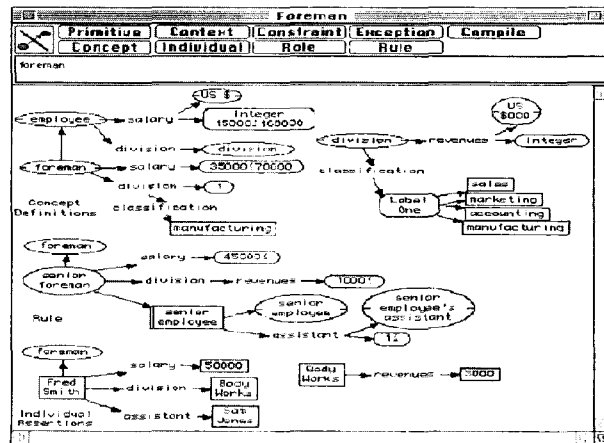 Foreman
Primitive Context Constraint Exception Compile
Concept Individual Role Rule
foreman
US $
employee salary Integer
15000/ 160000
division division
foreman salary 35000/70000
division 1
classification
manufacturing
Concept
Definitions
US
$000
division revenues Integer
classification
Label
One
sales
marketing
accounting
manufacturing
foreman
salary 45000/
senior
foreman division revenues 1000/
senior
employee
senior
employee
senior
employee's
assistant
assistant
Rule
foreman
Fred
Smith
salary 50000
division Body
Works
assistant Sam
Jones
Individual
Assertions
Body
Works revenues 3000